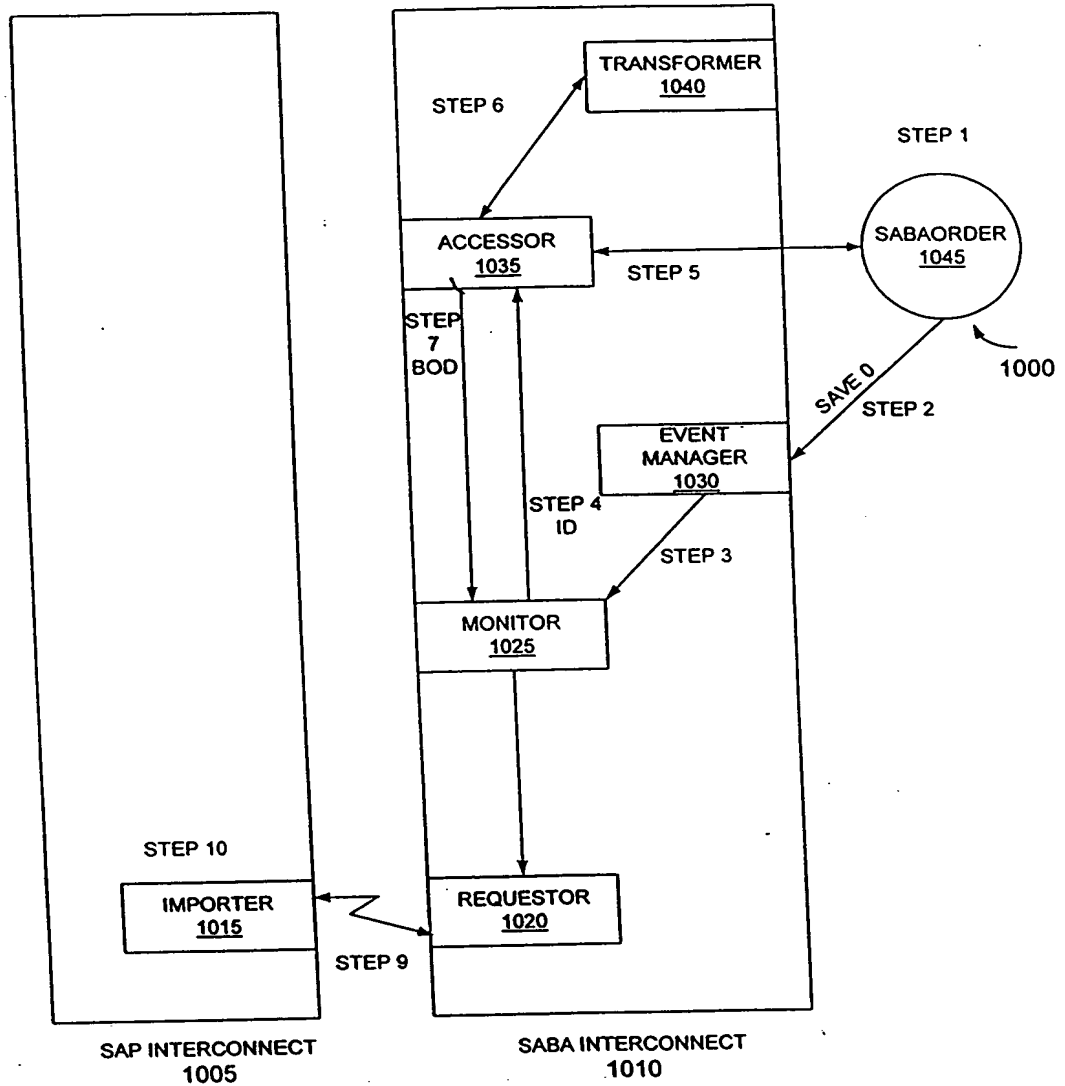 TRANSFORMER
1040
STEP 6
STEP 1
ACCESSOR
1035
SABAORDER
1045
STEP 5
STEP
7
BOD
1000
SAVE 0
STEP 2
EVENT
MANAGER
1030
STEP 4
ID
STEP 3
MONITOR
1025
STEP 10
IMPORTER
1015
REQUESTOR
1020
STEP 9
SAP INTERCONNECT
1005
SABA INTERCONNECT
1010